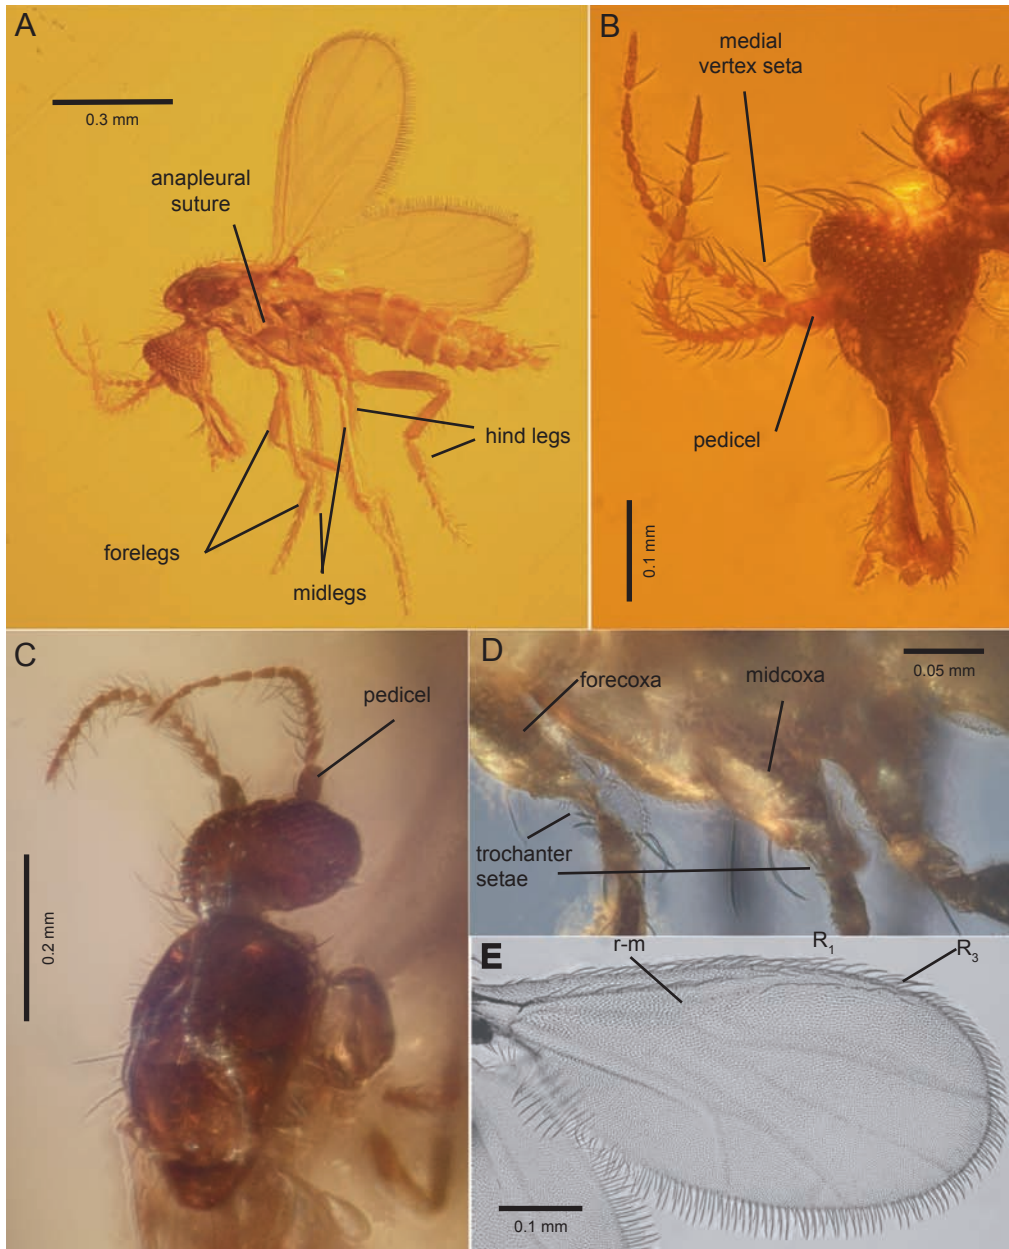 A
0.3 mm
anapleural
suture
hind legs
forelegs
midlegs
B
medial
vertex seta
pedicel
0.1 mm
C
pedicel
0.2 mm
D
0.05 mm
forecoxa
midcoxa
trochanter
setae
E
r-m
R1
R3
0.1 mm